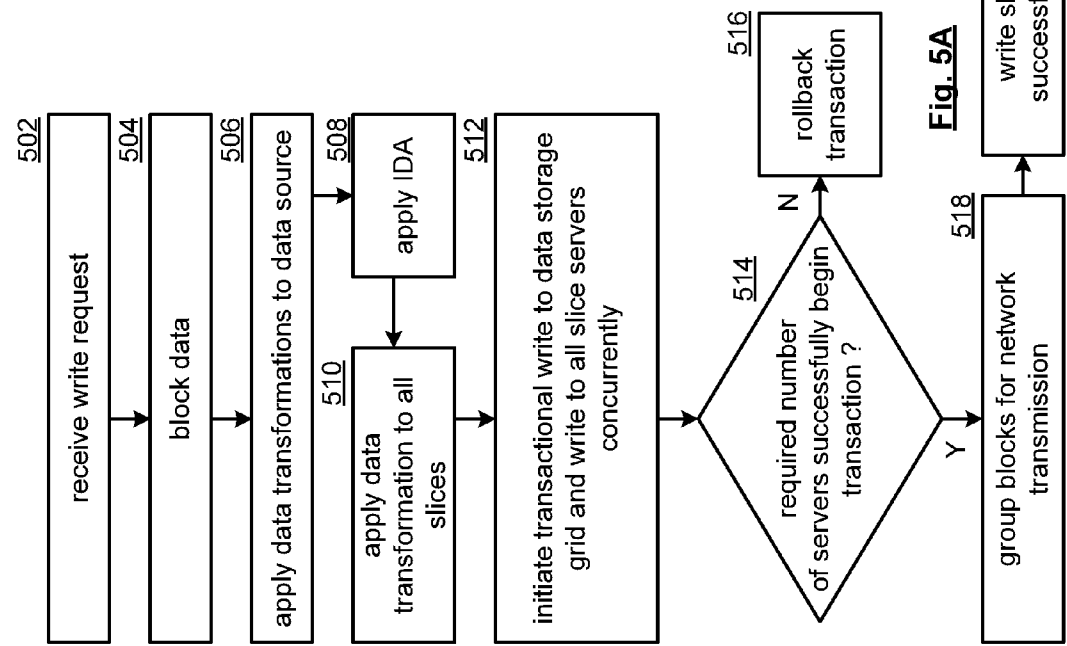 502
receive write request
504
block data
506
apply data transformations to data source
508
apply IDA
510
apply data
transformation to all
slices
512
initiate transactional write to data storage
grid and write to all slice servers
concurrently
514
required number
of servers successfully begin
transaction ?
N
516
rollback
transaction
Y
518
group blocks for network
transmission
write
Fig. 5A